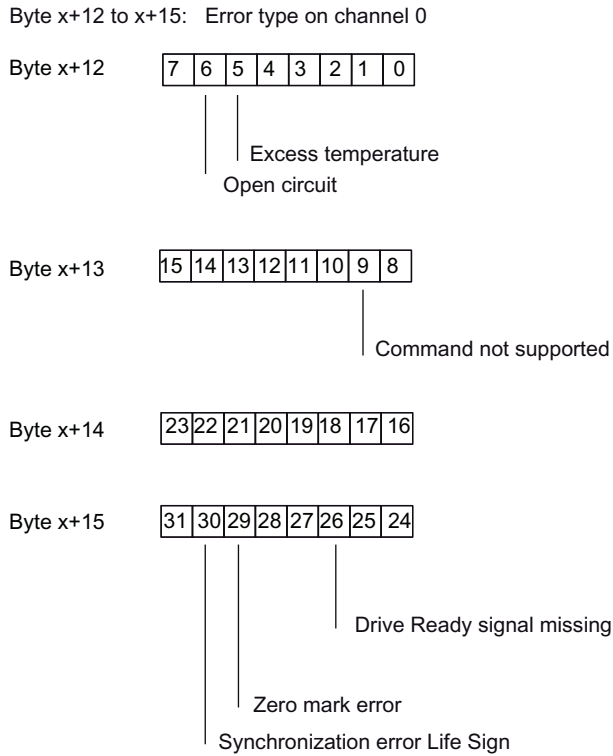 Byte x+12 to x+15: Error type on channel 0
Byte x+12 7 6 5 4 3 2 1 0
Excess temperature
Open circuit
Byte x+13 15 14 13 12 11 10 9 8
Command not supported
Byte x+14 23 22 21 20 19 18 17 16
Byte x+15 31 30 29 28 27 26 25 24
Drive Ready signal missing
Zero mark error
Synchronization error Life Sign